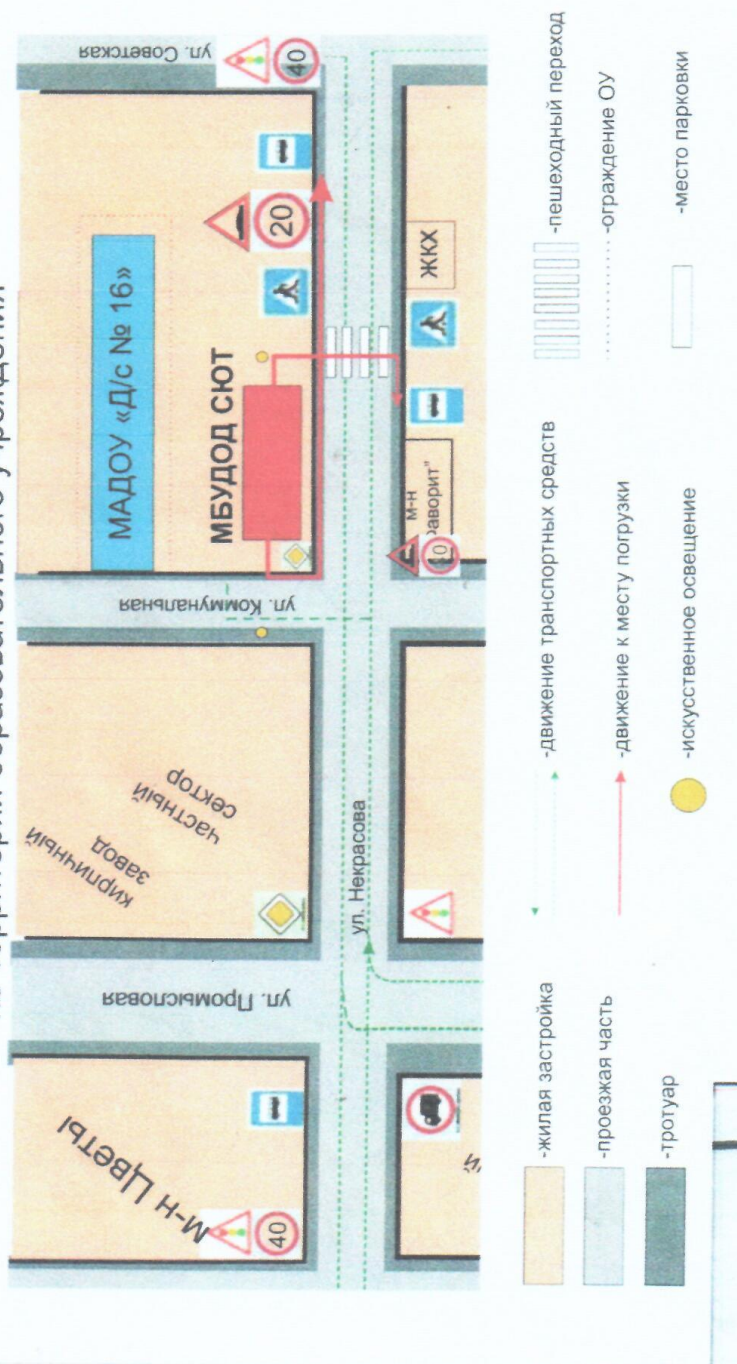 ул. Советская
40
МАДОУ «Д/с № 16»
20
МБУДОД СЮТ
ЖКХ
м-н
ул. Коммунальная
кирпичный
завод
частный
сектор
ул. Некрасова
ул. Промысловая
м-н Цветы
40
-жилая застройка
-проезжая часть
-тротуар
-движение транспортных средств
-движение к месту погрузки
-искусственное освещение
-пешеходный переход
-ограждение ОУ
-место парковки